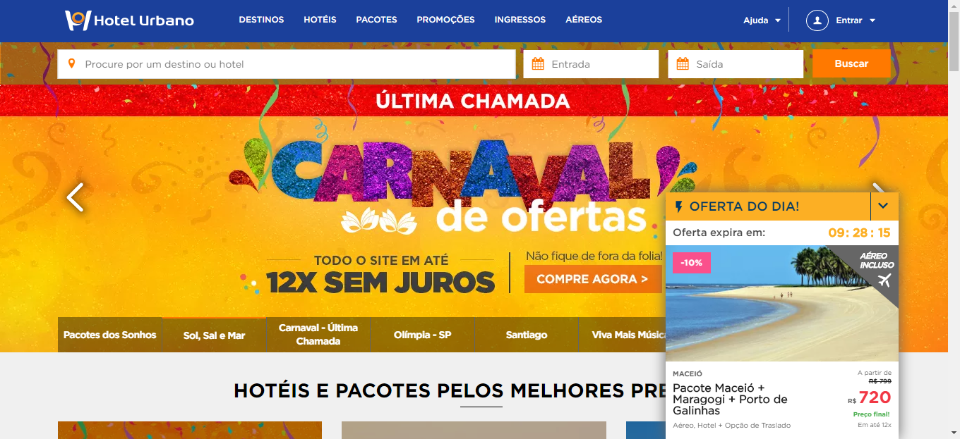 Hotel Urbano
DESTINOS HOTÉIS PACOTES PROMOÇÕES INGRESSOS AÉREOS
Ajuda
Entrar
Procure por um destino ou hotel
Entrada
Saída
Buscar
ÚLTIMA CHAMADA
CARNAVAL
de ofertas
TODO O SITE EM ATÉ
12X SEM JUROS
Não fique de fora da folia!
COMPRE AGORA >
Pacotes dos Sonhos
Sol, Sal e Mar
Carnaval - Última
Chamada
Olímpia - SP
Santiago
Viva Mais Músic
HOTÉIS E PACOTES PELOS MELHORES PRE
OFERTA DO DIA!
Oferta expira em:
09: 28 : 15
-10%
AÉREO
INCLUSO
MACEIÓ
Pacote Maceió +
Maragogi + Porto de
Galinhas
Aéreo, Hotel + Opção de Traslado
A partir de
R$ 799
R$ 720
Preço final!
Em até 12x